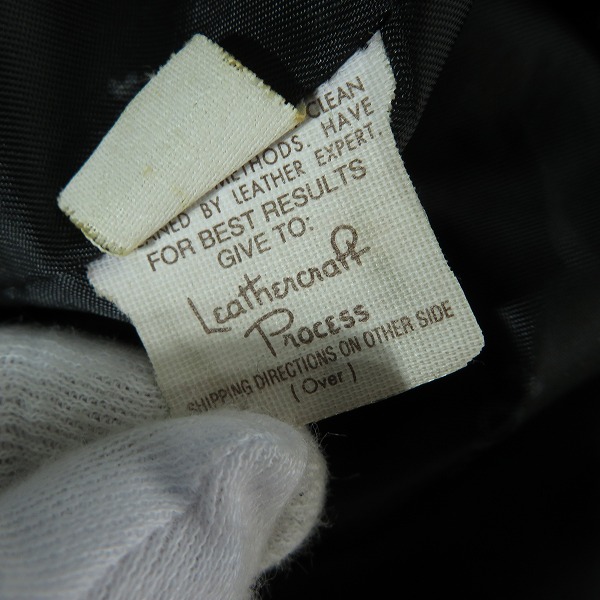 CLEAN
METHODS. HAVE
BY LEATHER EXPERT.
FOR BEST RESULTS
GIVE TO:
Leathercraft
Process
SHIPPING DIRECTIONS ON OTHER SIDE
(Over)